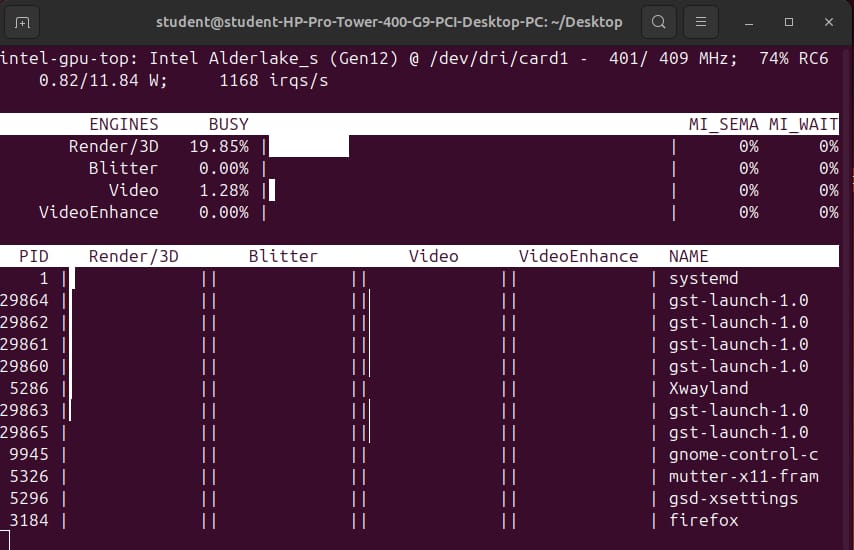 student@student-HP-Pro-Tower-400-G9-PCI-Desktop-PC: ~/Desktop
intel-gpu-top: Intel Alderlake_s (Gen12) @ /dev/dri/card1 -  401/ 409 MHz;  74% RC6
    0.82/11.84 W;     1168 irqs/s
ENGINES     BUSY     MI_SEMA MI_WAIT
Render/3D   19.85% |     |     0%     0%
Blitter    0.00% |     |     0%     0%
Video    1.28% |     |     0%     0%
VideoEnhance    0.00% |     |     0%     0%
PID    Render/3D       Blitter         Video      VideoEnhance   NAME
1 |     ||     ||     ||     | systemd
29864 |     ||     ||     ||     | gst-launch-1.0
29862 |     ||     ||     ||     | gst-launch-1.0
29861 |     ||     ||     ||     | gst-launch-1.0
29860 |     ||     ||     ||     | gst-launch-1.0
5286 |     ||     ||     ||     | Xwayland
29863 |     ||     ||     ||     | gst-launch-1.0
29865 |     ||     ||     ||     | gst-launch-1.0
9945 |     ||     ||     ||     | gnome-control-c
5326 |     ||     ||     ||     | mutter-x11-fram
5296 |     ||     ||     ||     | gsd-xsettings
3184 |     ||     ||     ||     | firefox